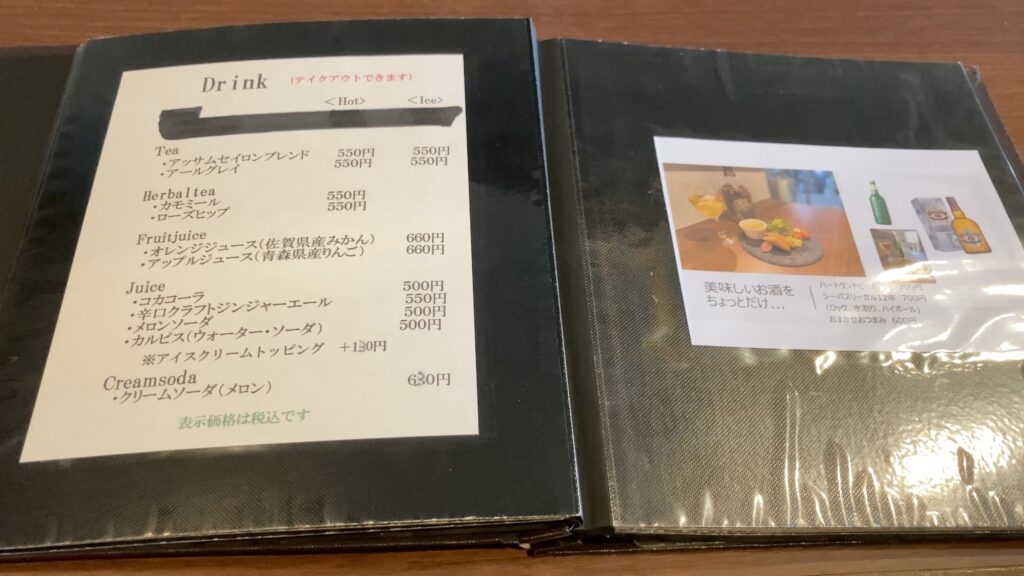 Drink (テイクアウトできます)
<Hot> <Ice>
Tea
・アッサムセイロンブレンド 550円 550円
・アールグレイ 550円 550円
Herbaltea
・カモミール 550円
・ローズヒップ 550円
Fruitjuice
・オレンジジュース(佐賀県産みかん) 660円
・アップルジュース(青森県産りんご) 660円
Juice
・コカコーラ 500円
・辛口クラフトジンジャーエール 550円
・メロンソーダ 500円
・カルピス(ウォーター・ソーダ) 500円
※アイスクリームトッピング
Creamsoda
・クリームソーダ(メロン)
表示価格は税込です
美味しいお酒を
ちょっとだけ...
ハートランド
シーバスリーガル12年 700円
(ロック、水割り、ハイボール)
おまかせおつまみ 600円